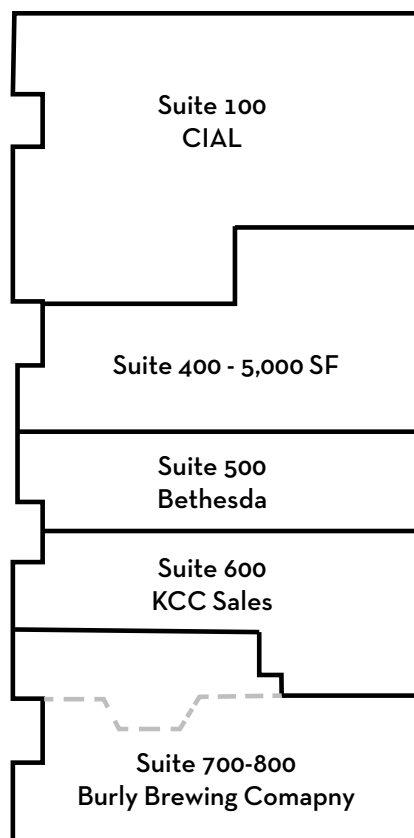 Suite 100
CIAL
Suite 400 - 5,000 SF
Suite 500
Bethesda
Suite 600
KCC Sales
Suite 700-800
Burly Brewing Comapny